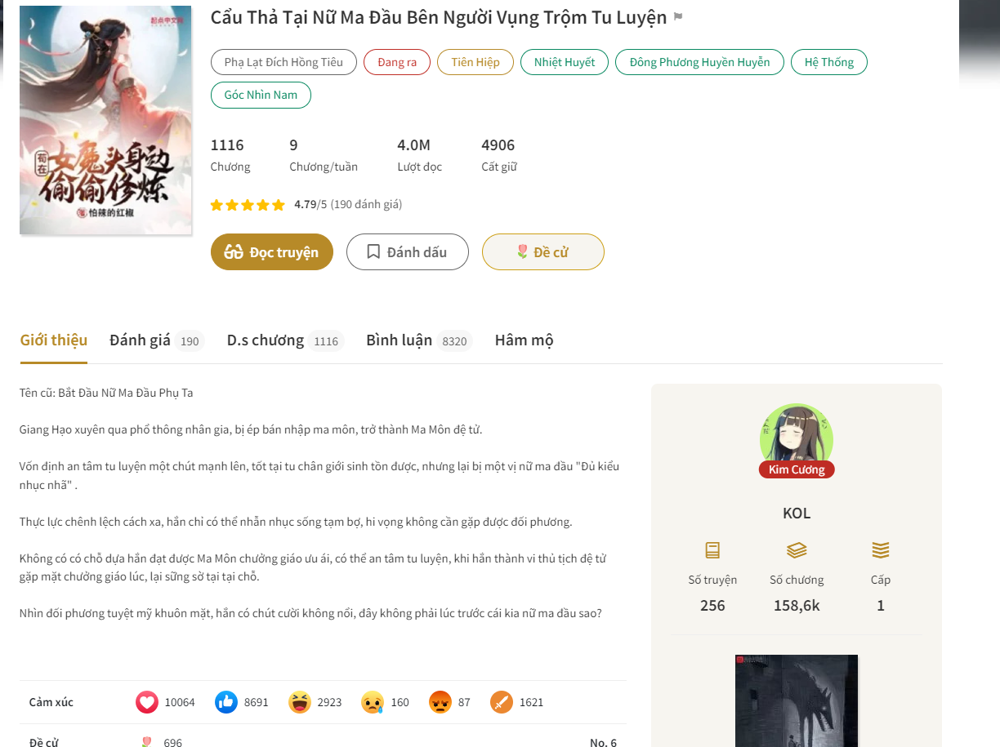 起点中文网
苟在
女魔头身边
偷偷修炼
怕辣的红椒
Cẩu Thả Tại Nữ Ma Đầu Bên Người Vụng Trộm Tu Luyện
Phạ Lạt Đích Hồng Tiêu
Đang ra
Tiên Hiệp
Nhiệt Huyết
Đông Phương Huyền Huyễn
Hệ Thống
Góc Nhìn Nam
1116 9 4.0M 4906
Chương Chương/tuần Lượt đọc Cất giữ
4.79/5 (190 đánh giá)
Đọc truyện Đánh dấu Đề cử
Giới thiệu Đánh giá 190 D.s chương 1116 Bình luận 8320 Hâm mộ
Tên cũ: Bắt Đầu Nữ Ma Đầu Phụ Ta
Giang Hạo xuyên qua phổ thông nhân gia, bị ép bán nhập ma môn, trở thành Ma Môn đệ tử.
Vốn định an tâm tu luyện một chút mạnh lên, tốt tại tu chân giới sinh tồn được, nhưng lại bị một vị nữ ma đầu "Đủ kiểu
nhục nhã" .
Thực lực chênh lệch cách xa, hắn chỉ có thể nhẫn nhục sống tạm bợ, hi vọng không cần gặp được đối phương.
Không có có chỗ dựa hắn đạt được Ma Môn chưởng giáo ưu ái, có thể an tâm tu luyện, khi hắn thành vi thủ tịch đệ tử
gặp mặt chưởng giáo lúc, lại sững sờ tại tại chỗ.
Nhìn đối phương tuyệt mỹ khuôn mặt, hắn có chút cười không nổi, đây không phải lúc trước cái kia nữ ma đầu sao?
Cảm xúc 10064 8691 2923 160 87 1621
Đề cử 696 No. 6
Kim Cương
KOL
Số truyện Số chương Cấp
256 158,6k 1